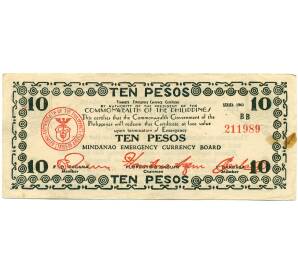 TEN PESOS
Treasury Emergency Currency Certificate
BY AUTHORITY OF THE PRESIDENT OF THE
COMMONWEALTH OF THE PHILIPPINES
SERIES 1943
10 This certifies that the Commonwealth Government of the 10
Philippines will redeem this Certificate at face value
upon termination of Emergency
BB
211989
TEN PESOS
MINDANAO EMERGENCY CURRENCY BOARD
10 10
Member Chairman Member
TEN PESOS